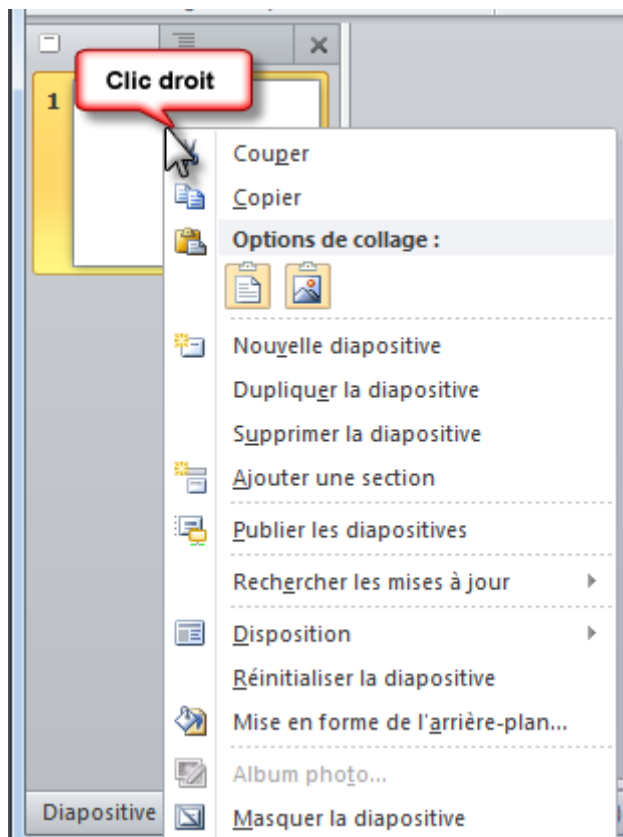 Clic droit
1
Couper
Copier
Options de collage :
Nouvelle diapositive
Dupliquer la diapositive
Supprimer la diapositive
Ajouter une section
Publier les diapositives
Rechercher les mises à jour
Disposition
Réinitialiser la diapositive
Mise en forme de l'arrière-plan...
Album photo...
Diapositive
Masquer la diapositive